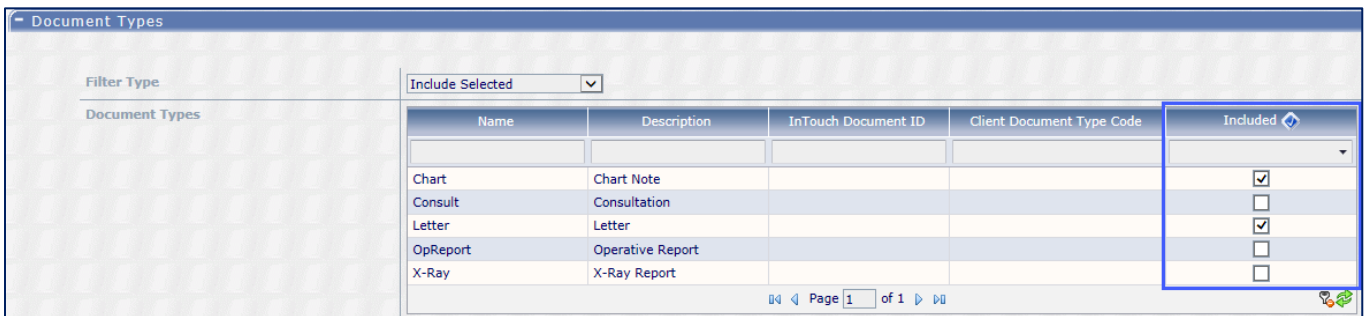 Document Types
Filter Type Include Selected
Document Types Name Description InTouch Document ID Client Document Type Code Included
Chart Chart Note
Consult Consultation
Letter Letter
OpReport Operative Report
X-Ray X-Ray Report
Page 1 of 1